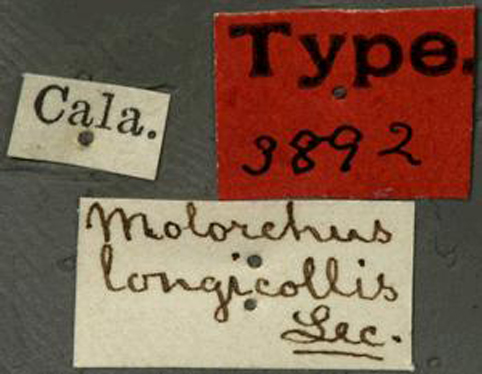 Cala.
Type.
3892
Molorchus
longicollis
Lec.